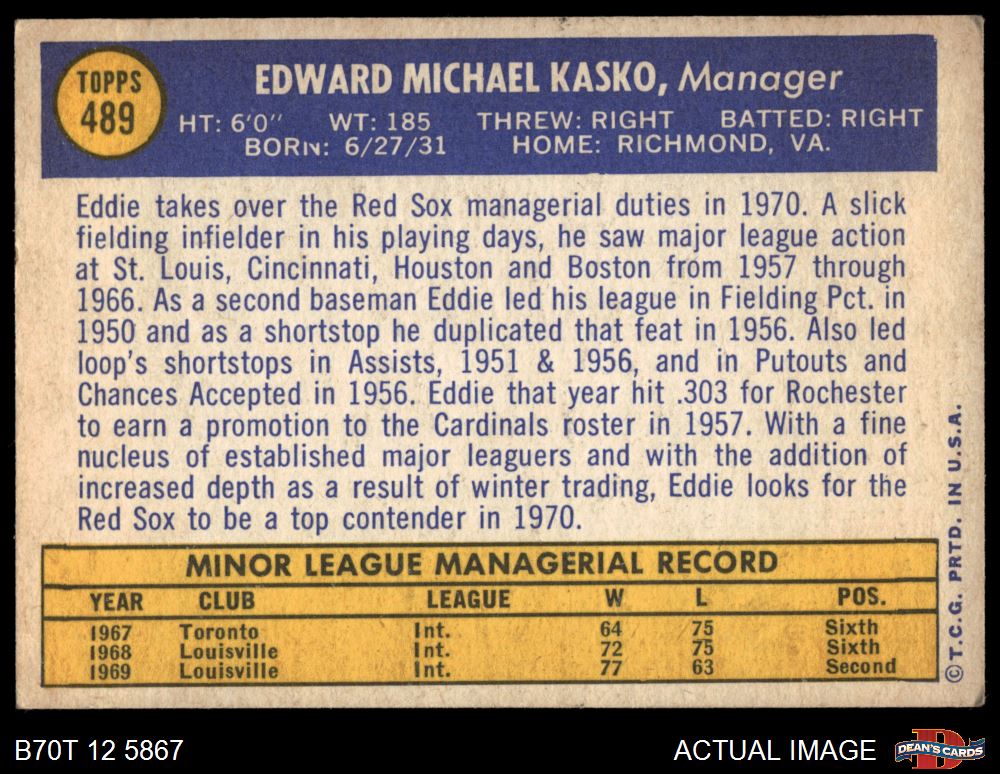 TOPPS
489
EDWARD MICHAEL KASKO, Manager
HT: 6'0" WT: 185 THREW: RIGHT BATTED: RIGHT
BORN: 6/27/31 HOME: RICHMOND, VA.
Eddie takes over the Red Sox managerial duties in 1970. A slick
fielding infielder in his playing days, he saw major league action
at St. Louis, Cincinnati, Houston and Boston from 1957 through
1966. As a second baseman Eddie led his league in Fielding Pct. in
1950 and as a shortstop he duplicated that feat in 1956. Also led
loop's shortstops in Assists, 1951 & 1956, and in Putouts and
Chances Accepted in 1956. Eddie that year hit .303 for Rochester
to earn a promotion to the Cardinals roster in 1957. With a fine
nucleus of established major leaguers and with the addition of
increased depth as a result of winter trading, Eddie looks for the
Red Sox to be a top contender in 1970.
MINOR LEAGUE MANAGERIAL RECORD
YEAR CLUB LEAGUE W L POS.
1967 Toronto Int. 64 75 Sixth
1968 Louisville Int. 72 75 Sixth
1969 Louisville Int. 77 63 Second
©T.C.G. PRTD. IN U.S.A.
B70T 12 5867
ACTUAL IMAGE
DEAN'S CARDS